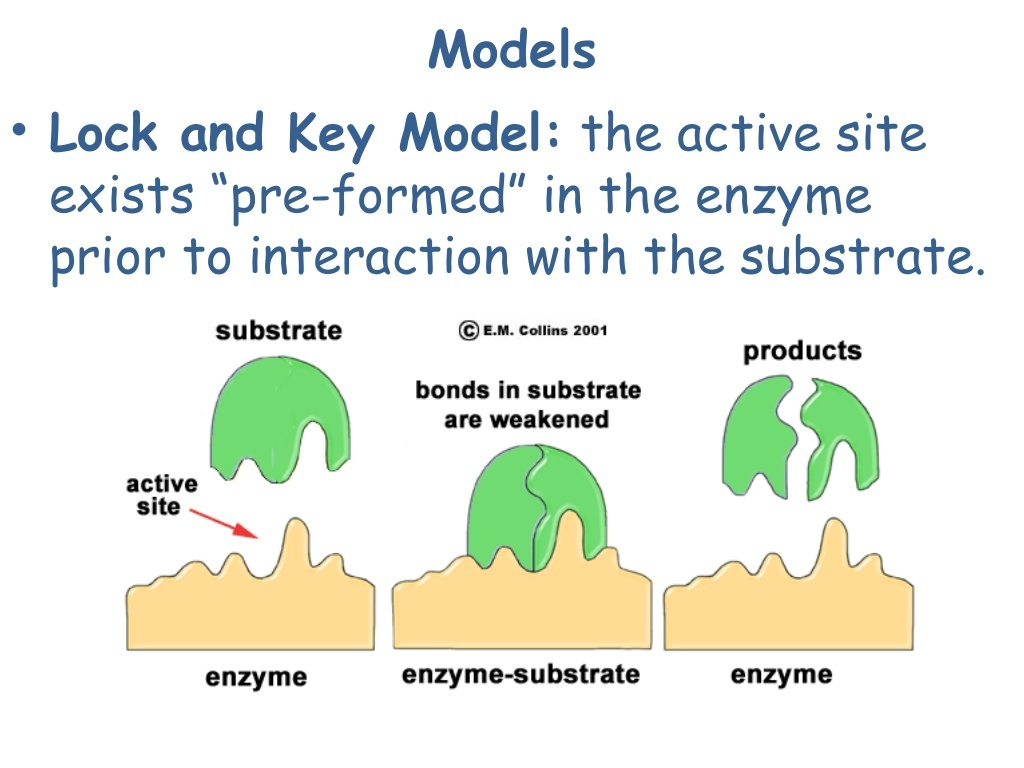 Models
• Lock and Key Model: the active site
exists “pre-formed” in the enzyme
prior to interaction with the substrate.
substrate
© E.M. Collins 2001
products
bonds in substrate
are weakened
active
site
enzyme
enzyme-substrate
enzyme